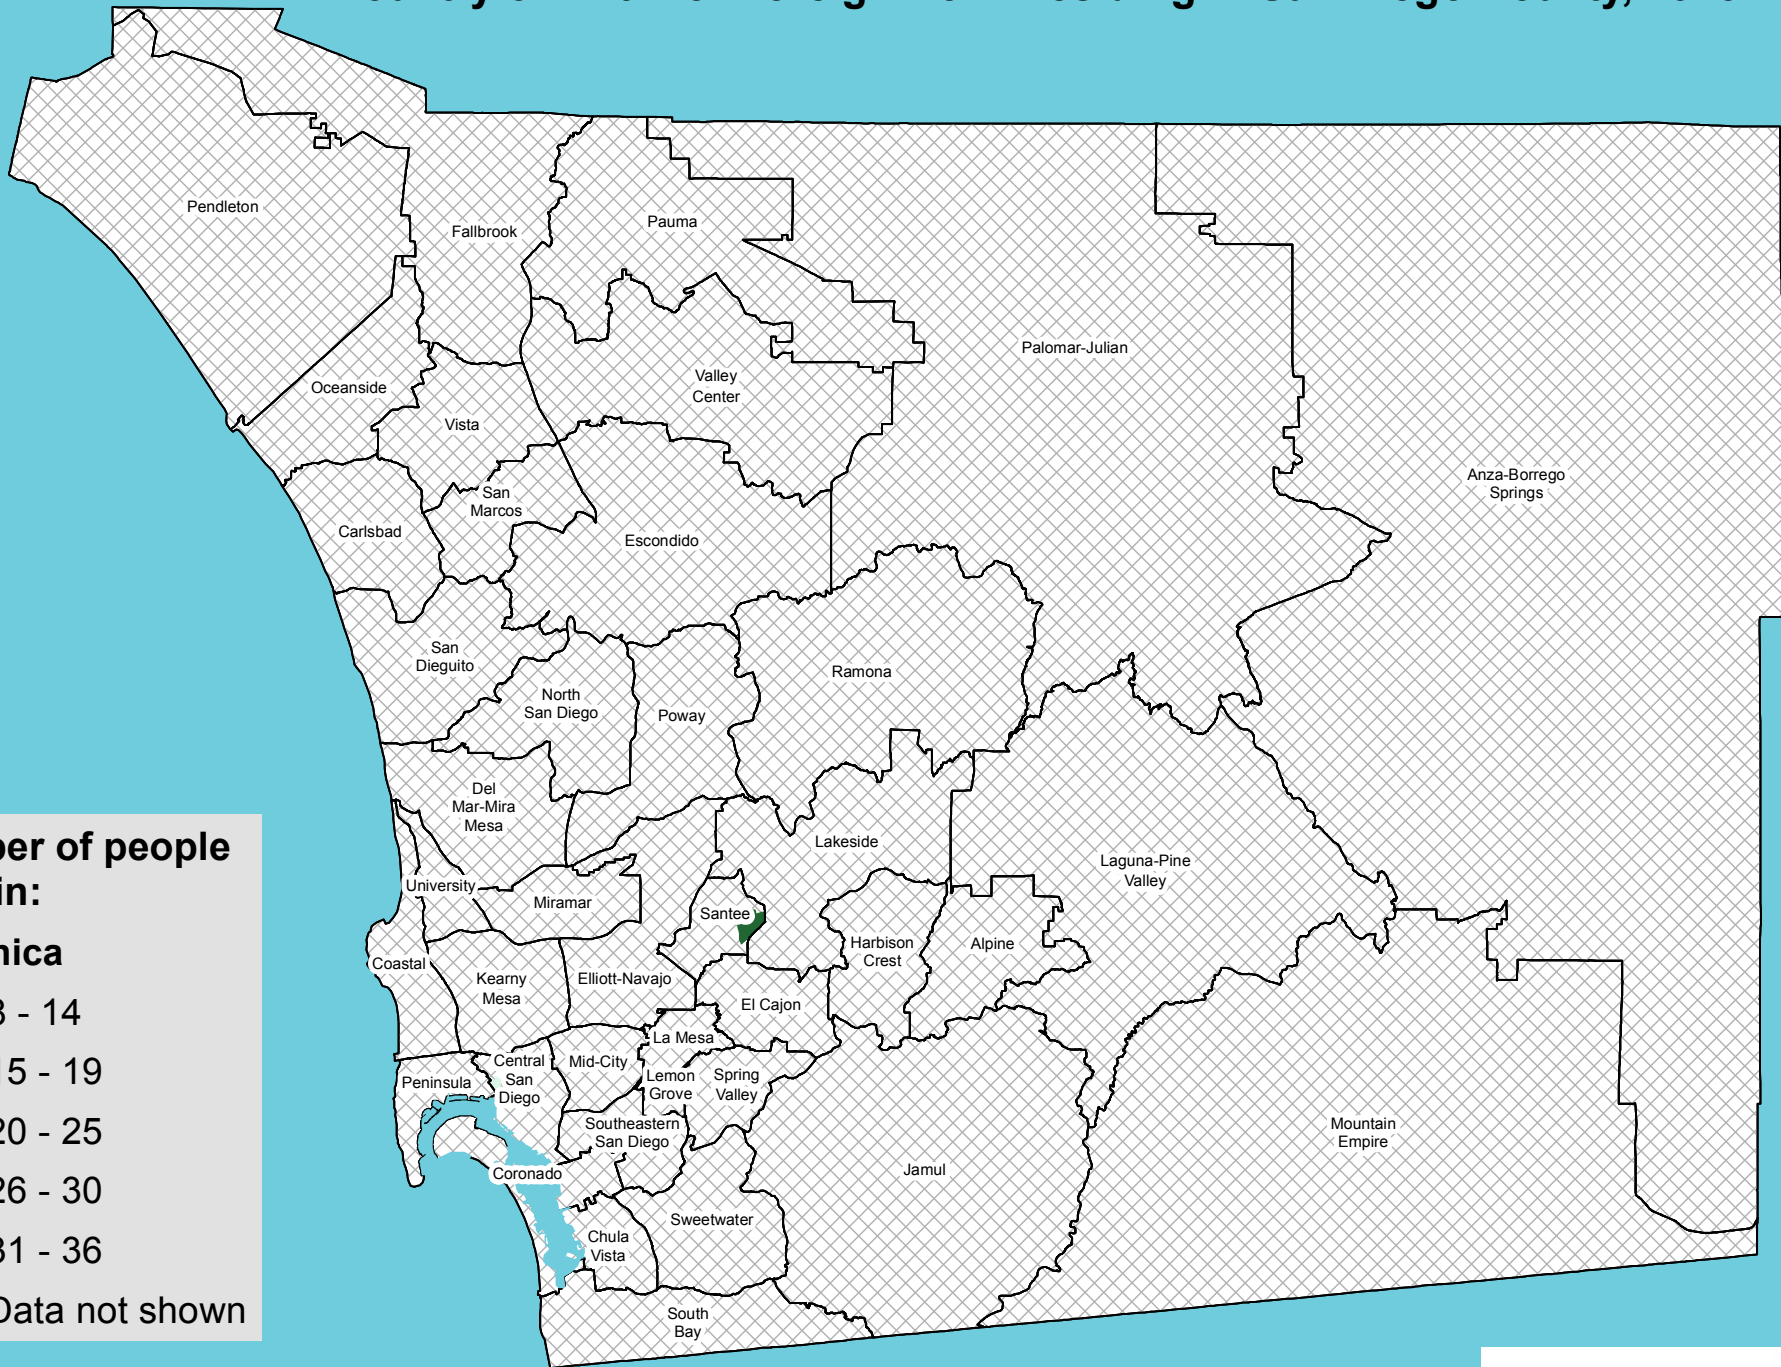 San Diego County,
Pendleton
Fallbrook
Pauma
Palomar-Julian
Oceanside
Valley
Center
Vista
Anza-Borrego
Springs
San
Marcos
Carlsbad
Escondido
San
Dieguito
Ramona
North
San Diego
Poway
Del
Mar-Mira
Mesa
Lakeside
Laguna-Pine
Valley
University
Miramar
Santee
Harbison
Crest
Alpine
Coastal
Kearny
Mesa
Elliott-Navajo
El Cajon
La Mesa
Central
San
Diego
Mid-City
Peninsula
Lemon
Grove
Spring
Valley
Southeastern
San Diego
Mountain
Empire
Coronado
Jamul
Sweetwater
Chula
Vista
South
Bay
of people
in:
- 14
15 - 19
20 - 25
26 - 30
31 - 36
Data not shown